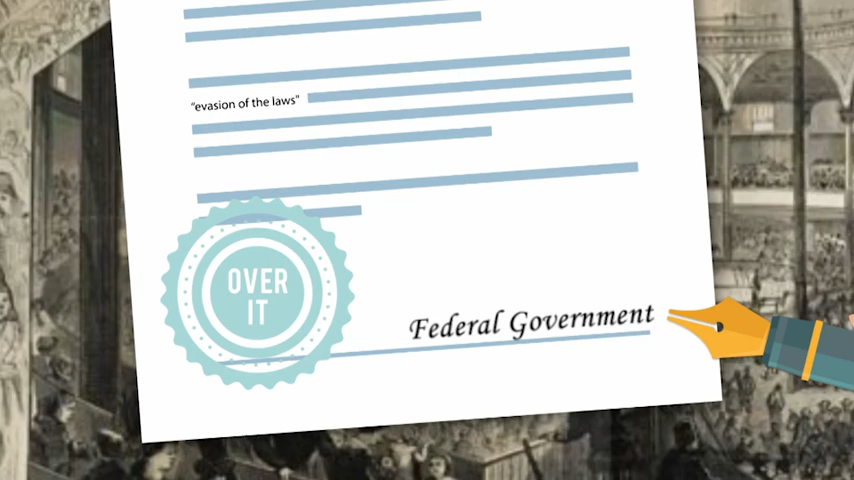 “evasion of the laws”
OVER
IT
Federal Government